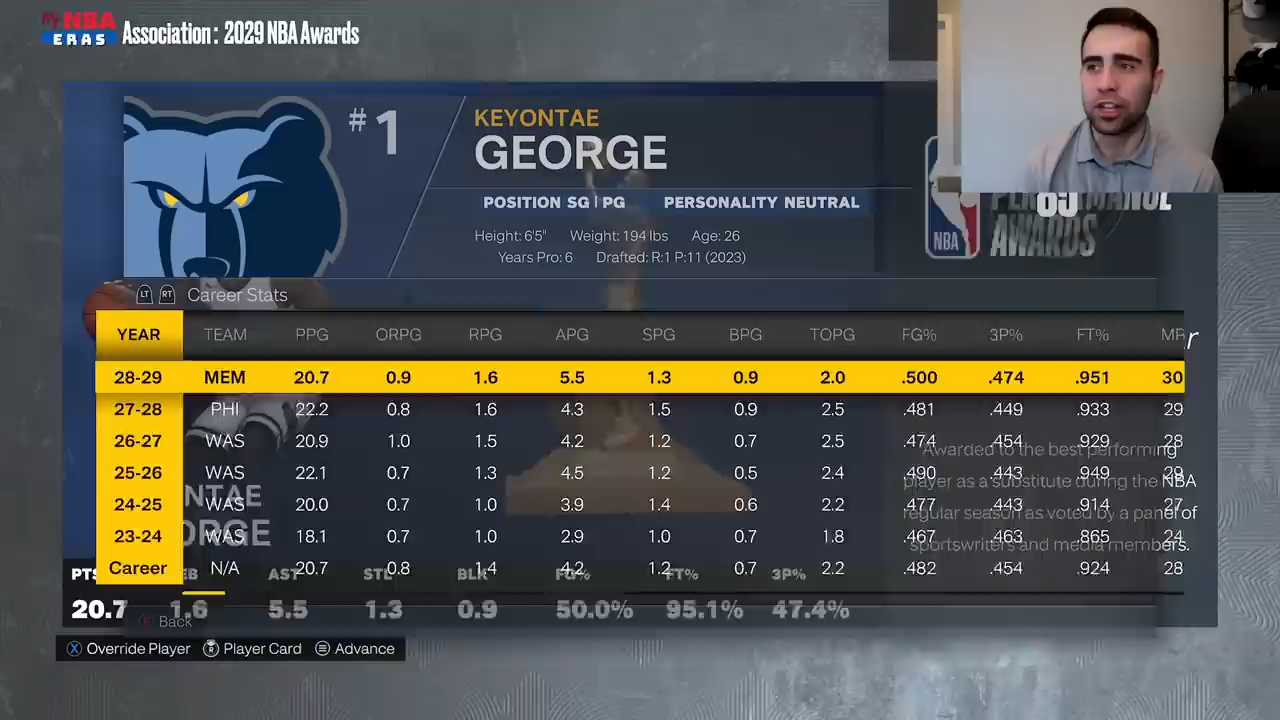 MyNBA
ERAS
Association : 2029 NBA Awards
#1
KEYONTAE
GEORGE
POSITION SG | PG PERSONALITY NEUTRAL
Height: 6'5" Weight: 194 lbs Age: 26
Years Pro: 6 Drafted: R:1 P:11 (2023)
NBA
AWARDS
LT RT Career Stats
YEAR TEAM PPG ORPG RPG APG SPG BPG TOPG FG% 3P% FT%
28-29 MEM 20.7 0.9 1.6 5.5 1.3 0.9 2.0 .500 .474 .951 30
27-28 PHI 22.2 0.8 1.6 4.3 1.5 0.9 2.5 .481 .449 .933 29
26-27 WAS 20.9 1.0 1.5 4.2 1.2 0.7 2.5 .474 .454 .929 28
25-26 WAS 22.1 0.7 1.3 4.5 1.2 0.5 2.4 .490 .443 .949 29
24-25 WAS 20.0 0.7 1.0 3.9 1.4 0.6 2.2 .477 .443 .914 27
23-24 WAS 18.1 0.7 1.0 2.9 1.0 0.7 1.8 .467 .463 .865 24
Career N/A 20.7 0.8 1.4 4.2 1.2 0.7 2.2 .482 .454 .924 28
Awarded to the best performing
player as a substitute during the NBA
regular season as voted by a panel of
sportswriters and media members.
PTS AST STL BLK FG% FT% 3P%
20.7 1.6 5.5 1.3 0.9 50.0% 95.1% 47.4%
Back
X Override Player R Player Card Advance